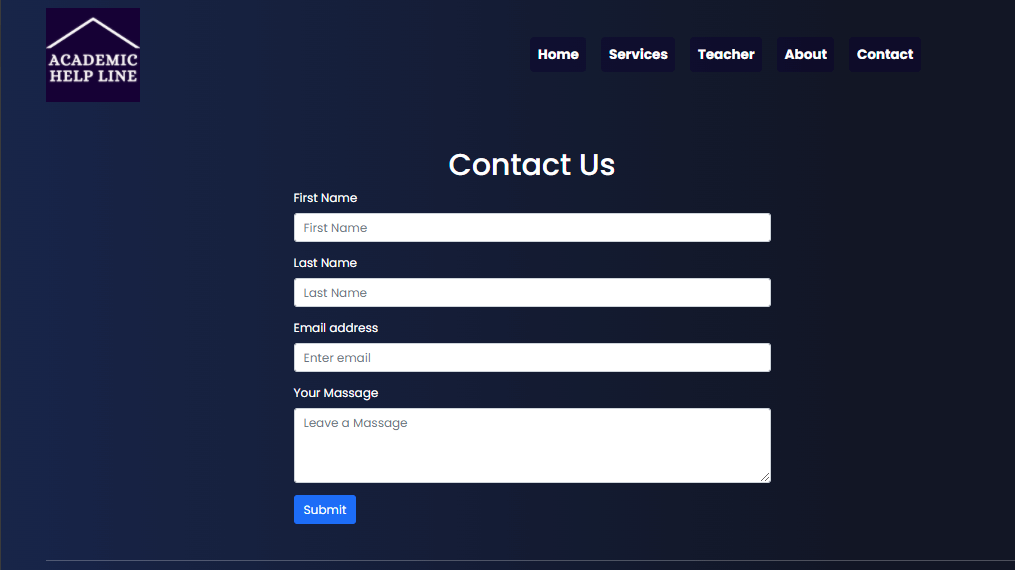 ACADEMIC
HELP LINE
Home Services Teacher About Contact
Contact Us
First Name
First Name
Last Name
Last Name
Email address
Enter email
Your Massage
Leave a Massage
Submit